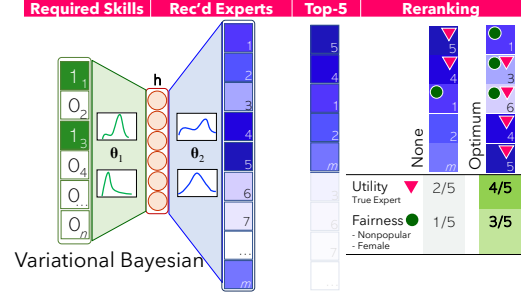 Required Skills Rec'd Experts Top-5 Reranking
1 1
0 2
1 3
0 4
0 ...
0 n
h
θ1
θ2
1
2
3
4
5
6
7
...
m
Variational Bayesian
5
4
1
2
m
3
6
7
...
5
4
1
2
m
None
1
3
6
4
5
Optimum
Utility 2/5 4/5
True Expert
Fairness 1/5 3/5
- Nonpopular
- Female